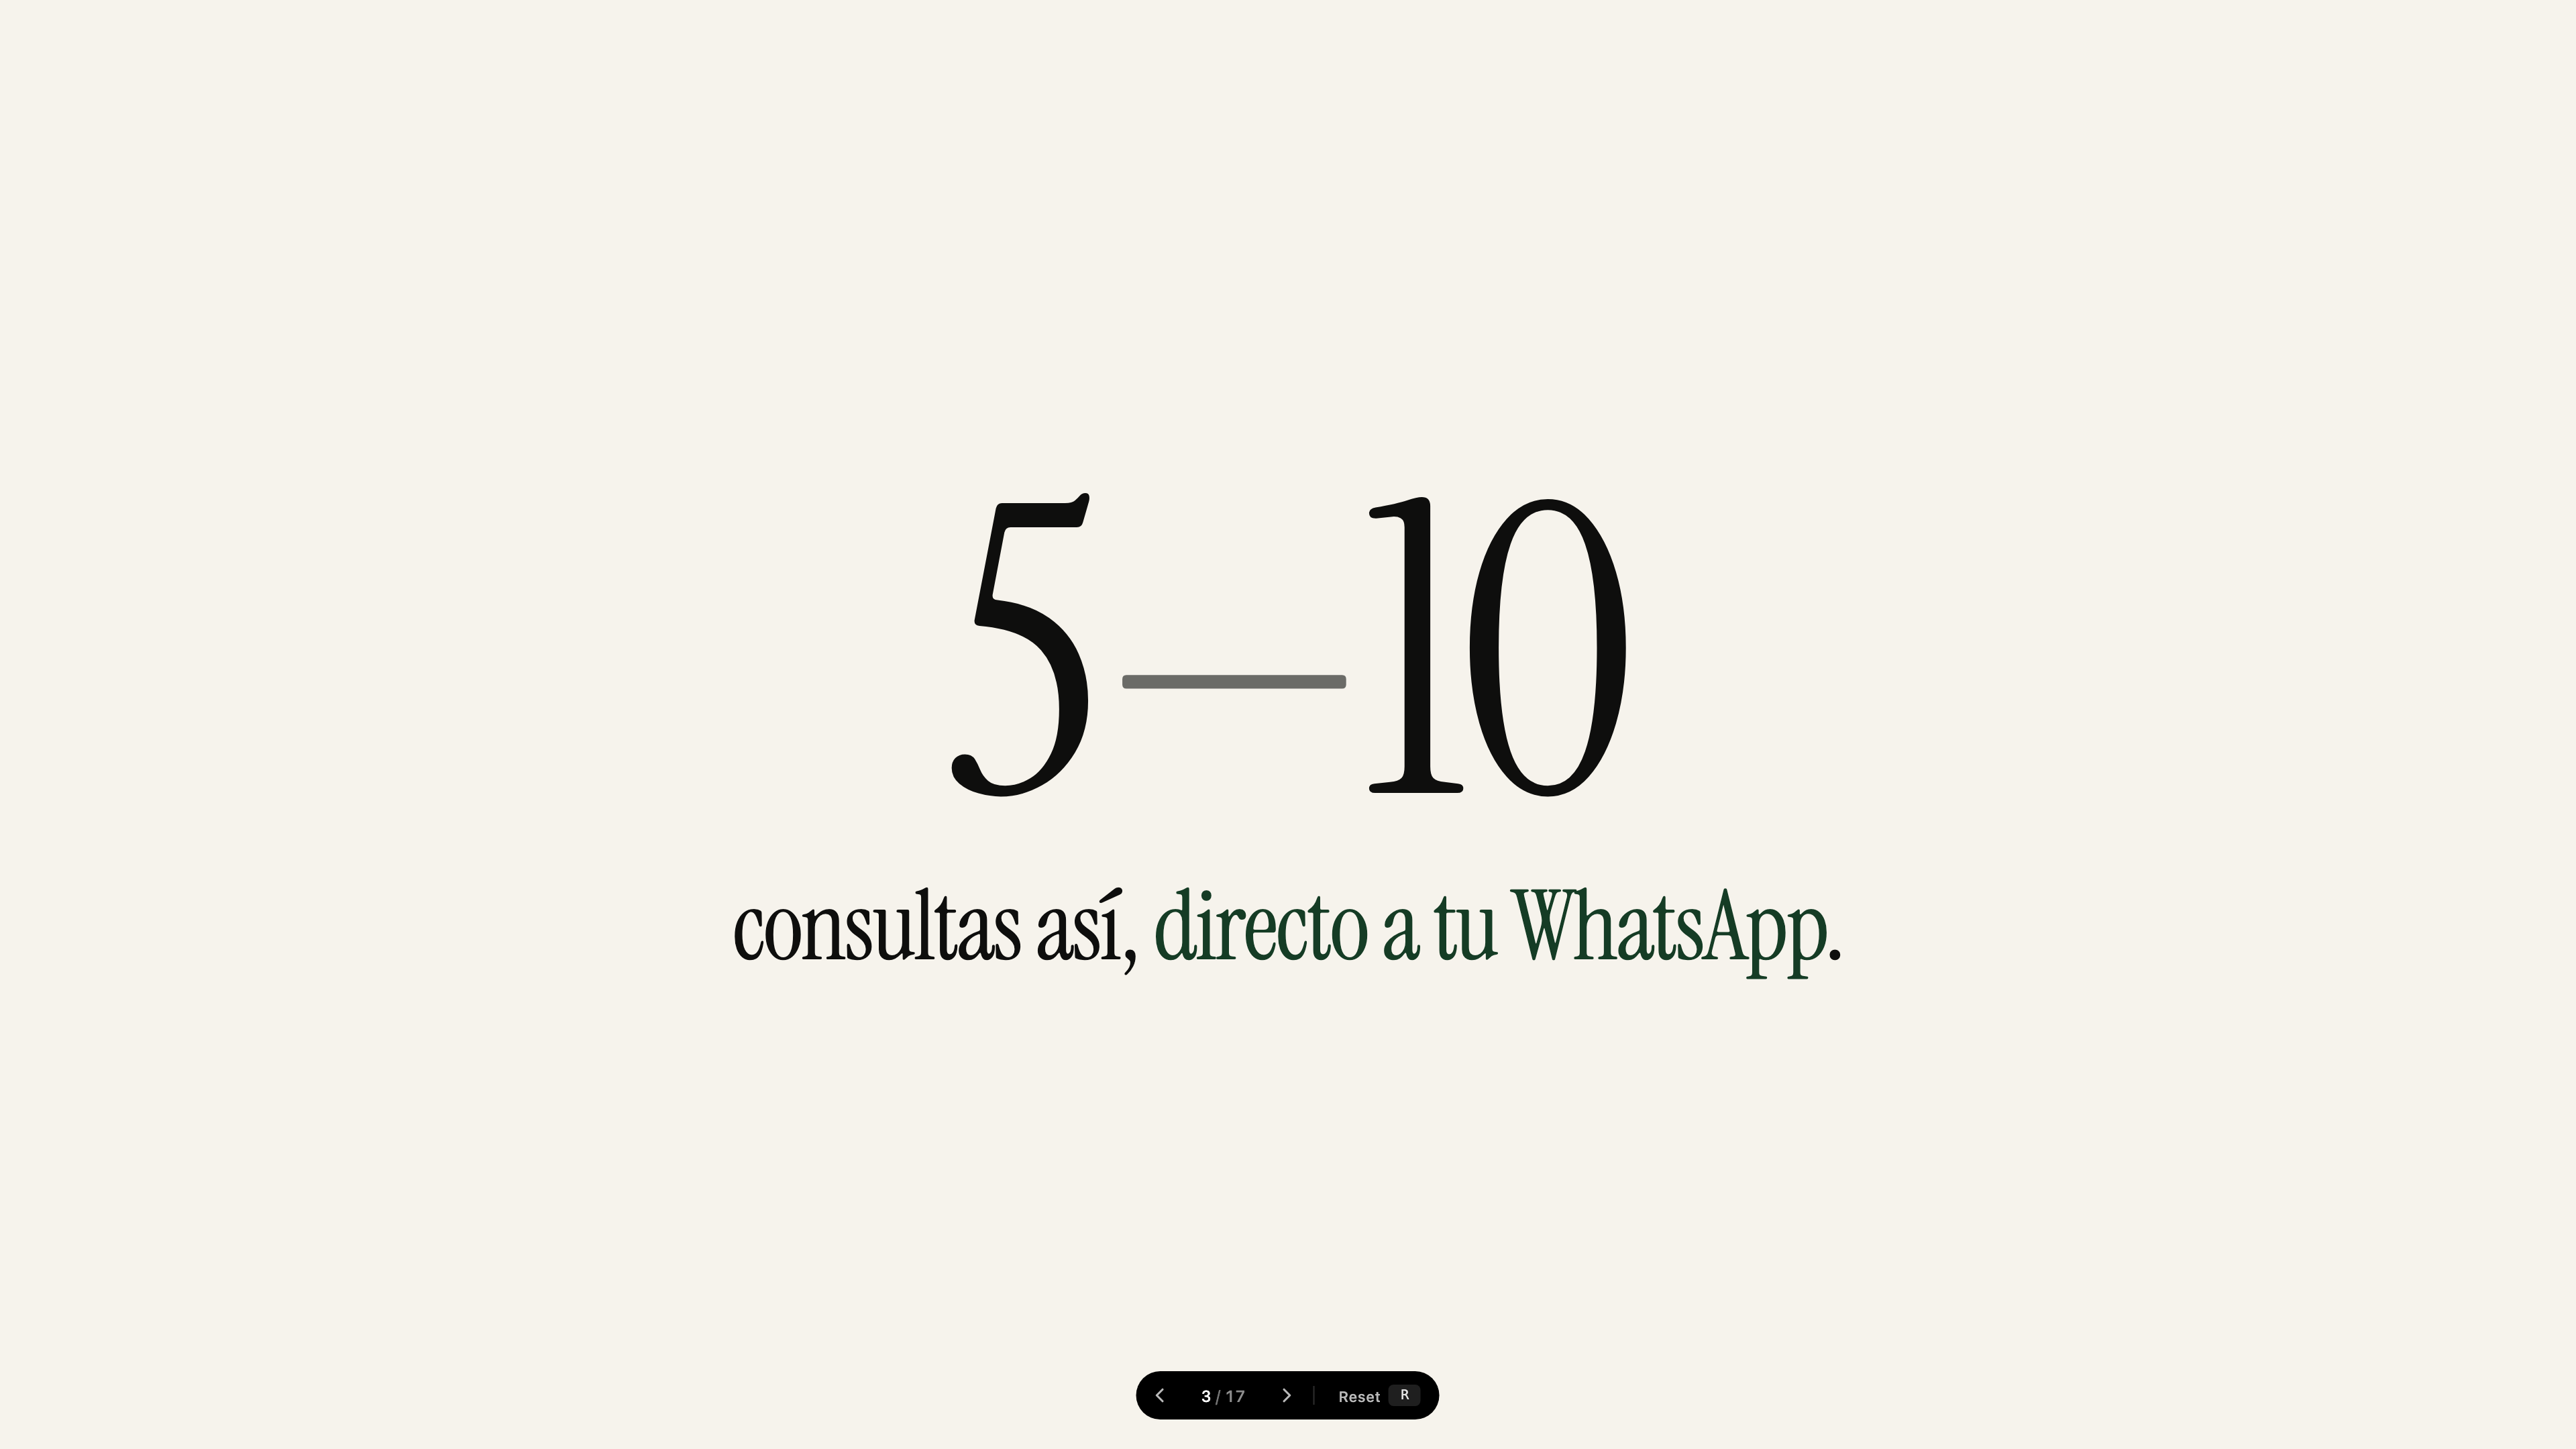 5—10
consultas así, directo a tu WhatsApp.
3 / 17 Reset R